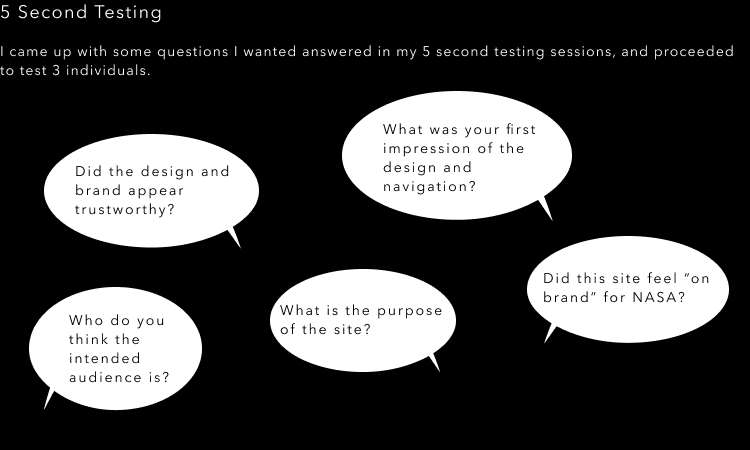 5 Second Testing
I came up with some questions I wanted answered in my 5 second testing sessions, and proceeded
to test 3 individuals.
Did the design and
brand appear
trustworthy?
What was your first
impression of the
design and
navigation?
Who do you
think the
intended
audience is?
What is the purpose
of the site?
Did this site feel “on
brand” for NASA?